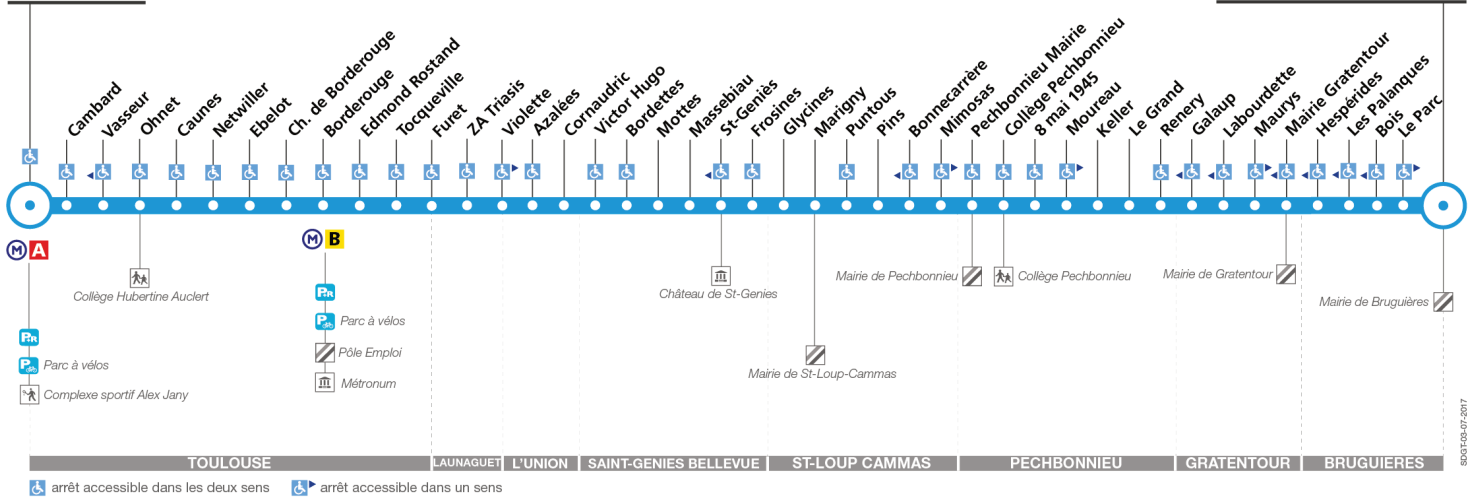 Cambard
Vasseur
Ohnet
Caunes
Netwiller
Ebelot
Ch. de Borderouge
Borderouge
Edmond Rostand
Tocqueville
Furet
ZA Triasis
Violette
Azalées
Cornaudric
Victor Hugo
Bordettes
Mottes
Massebiau
St-Geniès
Frosines
Glycines
Marigny
Puntous
Pins
Bonnecarrère
Mimosas
Pechbonnieu Mairie
Collège Pechbonnieu
8 mai 1945
Moureau
Keller
Le Grand
Renery
Galaup
Labourdette
Maurys
Mairie Gratentour
Hespérides
Les Palanques
Bois
Le Parc
M A
M B
Collège Hubertine Auclert
P+R
Parc à vélos
Complexe sportif Alex Jany
P+R
Parc à vélos
Pôle Emploi
Métronum
Château de St-Genies
Mairie de St-Loup-Cammas
Mairie de Pechbonnieu
Collège Pechbonnieu
Mairie de Gratentour
Mairie de Bruguières
SDGT-03-07-2017
TOULOUSE
LAUNAGUET
L'UNION
SAINT-GENIES BELLEVUE
ST-LOUP CAMMAS
PECHBONNIEU
GRATENTOUR
BRUGUIERES
arrêt accessible dans les deux sens
arrêt accessible dans un sens